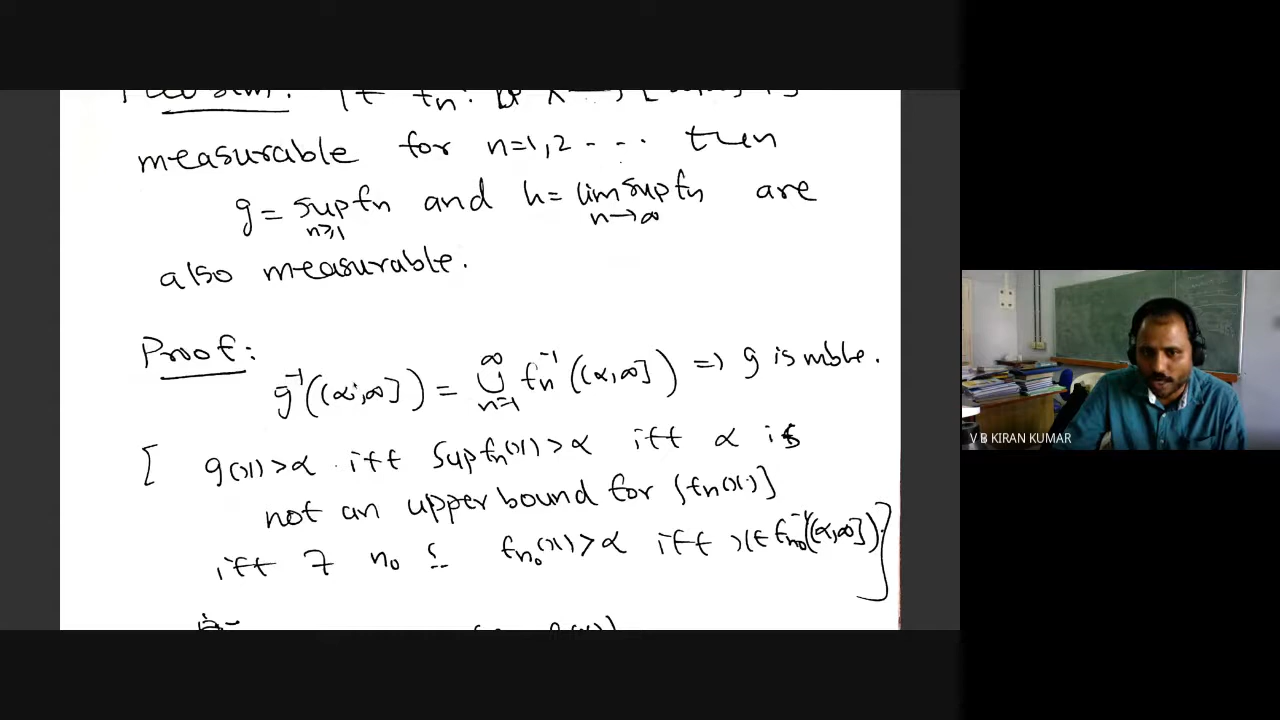 measurable for n=1,2 - - . . . then
g = sup fn and h = lim sup fn are
n≥1 n→∞
also measurable.
Proof:
g⁻¹((α,∞]) = ∪ₙ₌₁^∞ fn⁻¹((α,∞]) => g is mble.
[ g(x)>α iff sup fn(x)>α iff α is
not an upper bound for {fn(x)}
iff ∃ n₀ fn₀(x)>α iff x∈ fn₀⁻¹((α,∞]) ]
V B KIRAN KUMAR